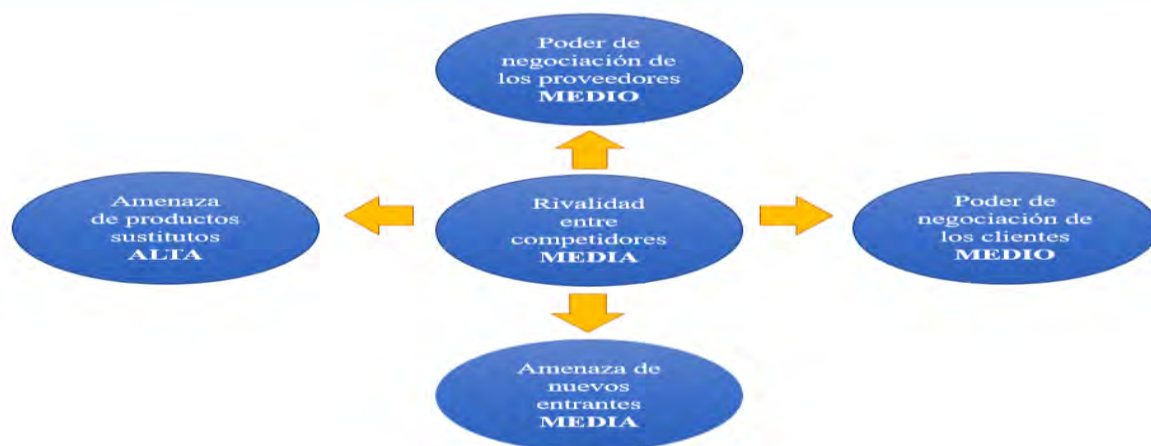 Poder de
negociación de
los proveedores
MEDIO
Amenaza
de productos
sustitutos
ALTA
Rivalidad
entre
competidores
MEDIA
Poder de
negociación de
los clientes
MEDIO
Amenaza de
nuevos
entrantes
MEDIA